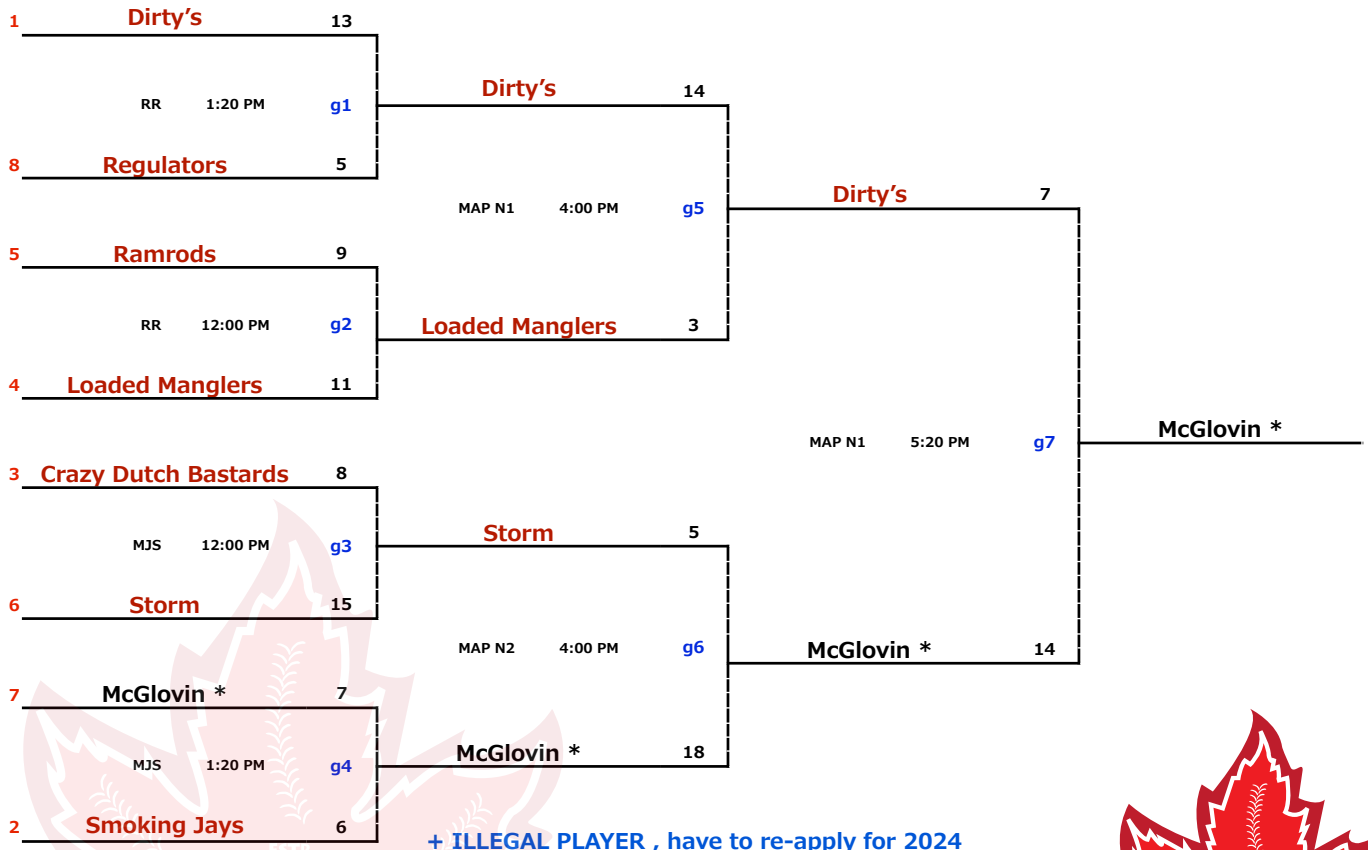 1 Dirty's 13
RR 1:20 PM g1
8 Regulators 5
5 Ramrods 9
RR 12:00 PM g2
4 Loaded Manglers 11
3 Crazy Dutch Bastards 8
MJS 12:00 PM g3
6 Storm 15
7 McGlovin * 7
MJS 1:20 PM g4
2 Smoking Jays 6
Dirty's 14
MAP N1 4:00 PM g5
Loaded Manglers 3
Storm 5
MAP N2 4:00 PM g6
McGlovin * 18
Dirty's 7
MAP N1 5:20 PM g7
McGlovin * 14
McGlovin *
+ ILLEGAL PLAYER , have to re-apply for 2024